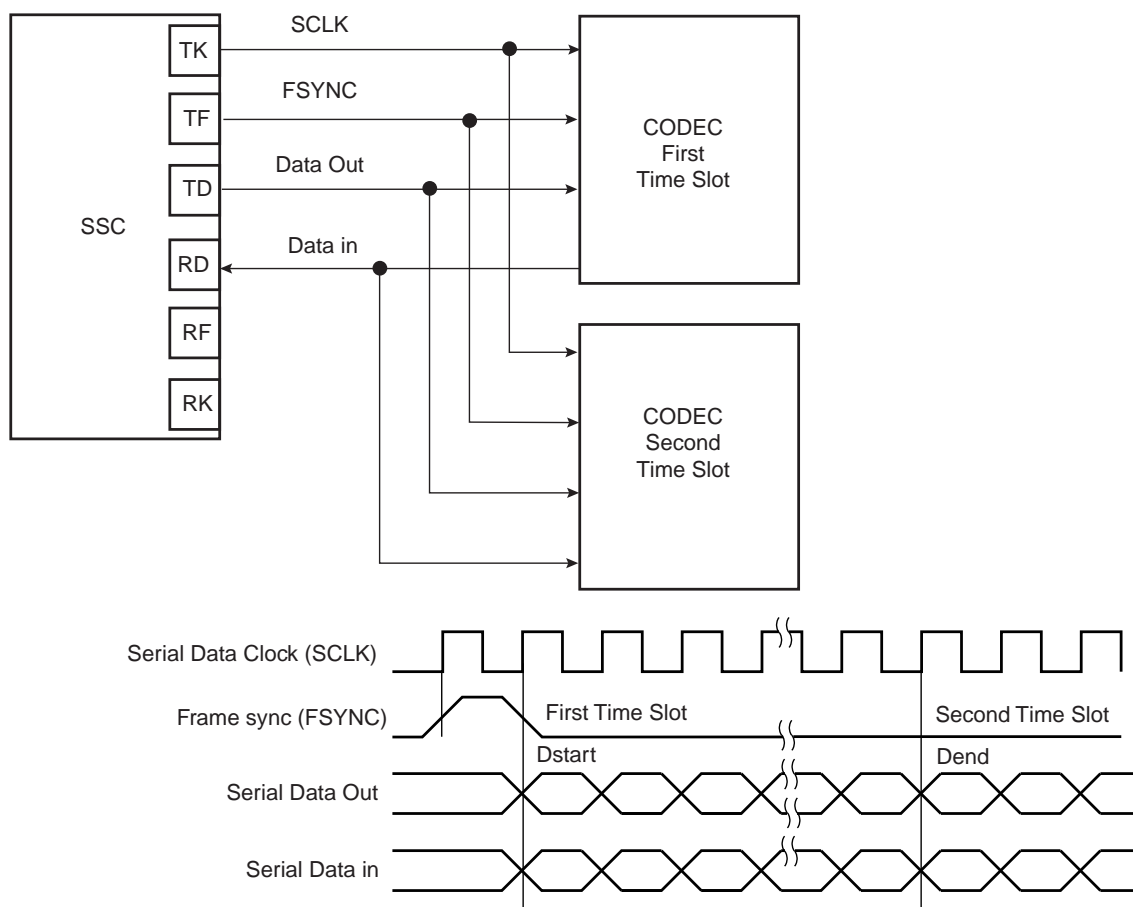 SSC
TK
TF
TD
RD
RF
RK
SCLK
FSYNC
Data Out
Data in
CODEC
First
Time Slot
CODEC
Second
Time Slot
Serial Data Clock (SCLK)
Frame sync (FSYNC)
First Time Slot
Second Time Slot
Dstart
Dend
Serial Data Out
Serial Data in